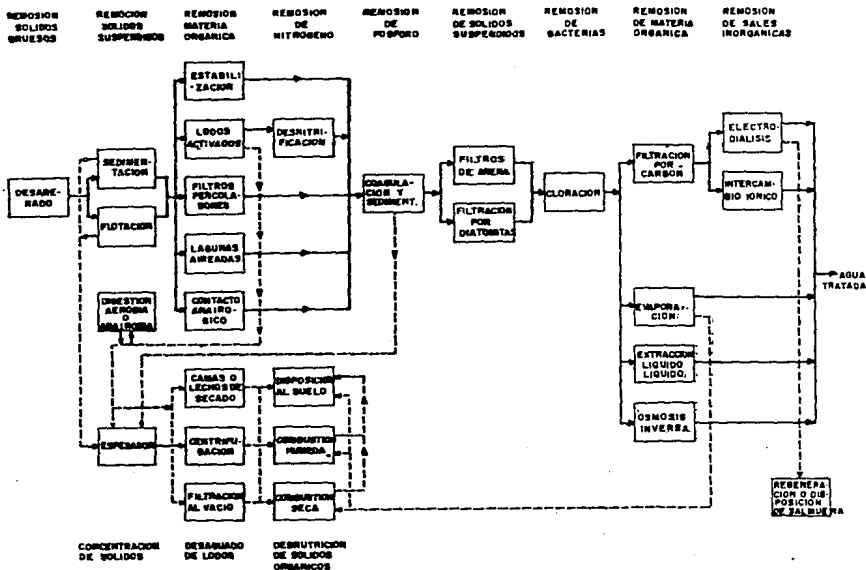 REMOSION
SOLIDOS
GRUESOS
REMOCION
SOLIDOS
SUSPENDIDOS
REMOSION
MATERIA
ORGANICA
REMOSION
DE
NITROGENO
REMOSION
DE
FOSFORO
REMOSION
DE SOLIDOS
SUSPENDIDOS
REMOSION
DE
BACTERIAS
REMOSION
DE MATERIA
ORGANICA
REMOSION
DE SALES
INORGANICAS
DESARE-
NADO
SEDIMEN-
TACION
FLOTACION
DIGESTION
AEROBIA O
ANAEROBIA
ESPESADOR
ESTABILI-
ZACION
LODOS
ACTIVADOS
FILTROS
PERCOLA-
DORES
LAGUNAS
AIREADAS
CONTACTO
ANAIRO-
BICO
DESNITRI-
FICACION
COAGULA-
CION Y
SEDIMENT.
FILTROS
DE ARENA
FILTRACION
POR
DIATOMITAS
CLORACION
FILTRACION
POR
CARBON
EVAPORA-
CION
EXTRACCION
LIQUIDO
LIQUIDO.
OSMOSIS
INVERSA
ELECTRO-
DIALISIS
INTERCAM-
BIO IONICO
AGUA
TRATADA
REGENERA-
CION O DIS-
POSICION
DE SALMUERA
CAMAS O
LECHOS DE
SECADO
CENTRIFU-
GACION
FILTRACION
AL VACIO
DISPOSICION
AL SUELO
COMBUSTION
HUMEDA
COMBUSTION
SECA
CONCENTRACION
DE SOLIDOS
DESAGUADO
DE LODOS
DESTRUTRICION
DE SOLIDOS
ORGANICOS